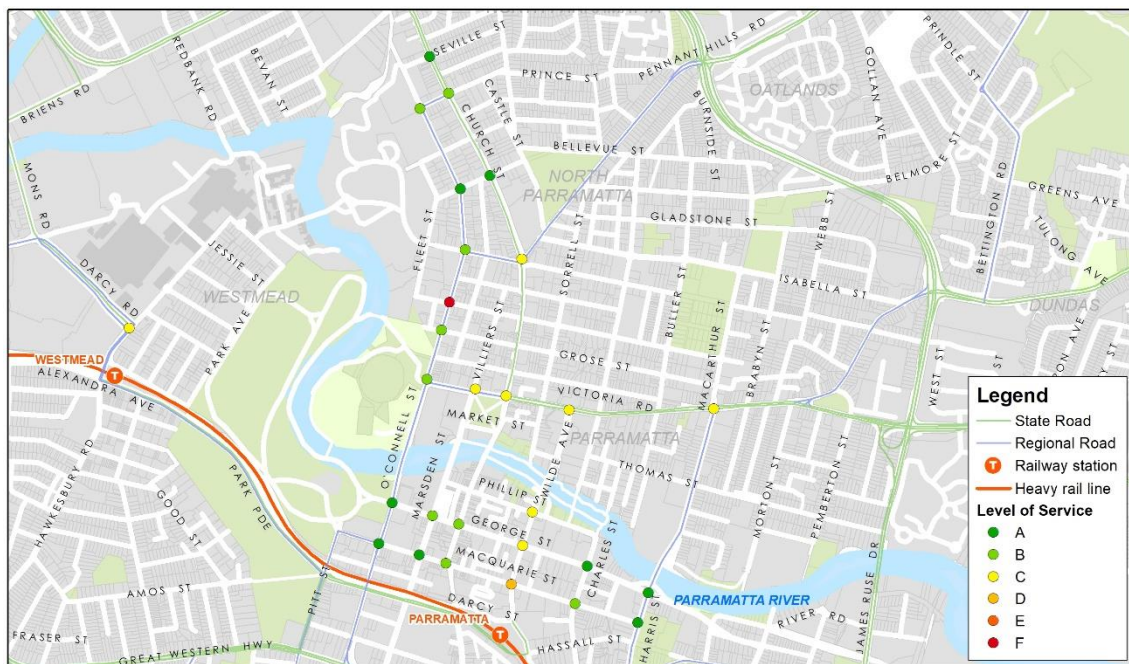 NORTH PARRAMATTA
SEVILLE ST
PENNANT HILLS RD
PRINDLE ST
REDBANK RD
BEVAN ST
PRINCE ST
GOLLAN AVE
OATLANDS
BRIENS RD
CASTLE ST
CHURCH ST
BURNSIDE ST
BELLEVUE ST
BELMORE ST
NORTH
PARRAMATTA
GREENS AVE
MONS RD
GLADSTONE ST
WEBB ST
BETTINGTON RD
TULONG AVE
JESSIE ST
FLEET ST
SORRELL ST
DARCY RD
WESTMEAD
BULLER ST
ISABELLA ST
DUNDAS
PARK AVE
VILLIERS ST
MACARTHUR ST
BRABYN ST
GROSE ST
WEST ST
WESTMEAD
T
ALEXANDRA AVE
VICTORIA RD
MARKET ST
PARRAMATTA
O'CONNELL ST
MARSDEN ST
WILDE AVE
THOMAS ST
PHILLIP ST
MORTON ST
PEMBERTON ST
HAWKESBURY RD
GOOD ST
PARK PDE
GEORGE ST
CHARLES ST
MACQUARIE ST
AMOS ST
PITT ST
DARCY ST
PARRAMATTA RIVER
JAMES RUSE DR
RIVER RD
PARRAMATTA
T
FRASER ST
HASSALL ST
HARRIS ST
GREAT WESTERN HWY
Legend
State Road
Regional Road
T Railway station
Heavy rail line
Level of Service
A
B
C
D
E
F